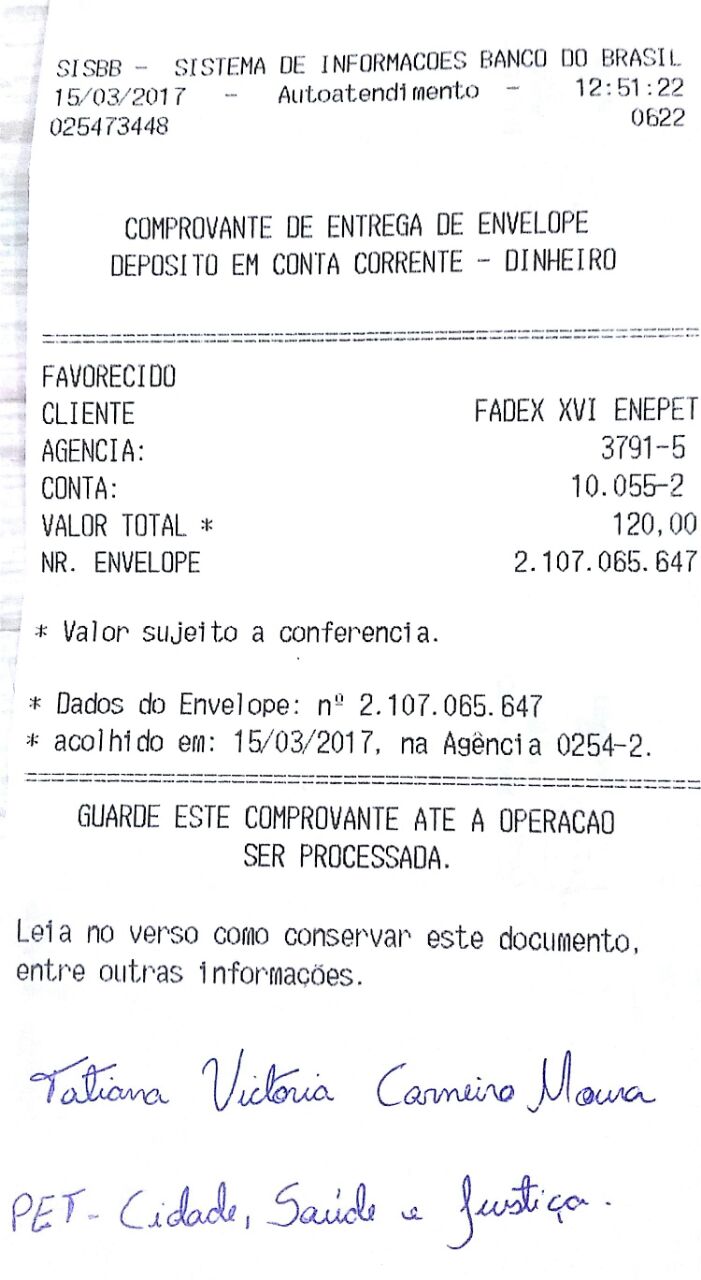 SISBB - SISTEMA DE INFORMACOES BANCO DO BRASIL
15/03/2017 - Autoatendimento - 12:51:22
025473448 0622
COMPROVANTE DE ENTREGA DE ENVELOPE
DEPOSITO EM CONTA CORRENTE - DINHEIRO
FAVORECIDO
CLIENTE FADEX XVI ENEPET
AGENCIA: 3791-5
CONTA: 10.055-2
VALOR TOTAL * 120,00
NR. ENVELOPE 2.107.065.647
* Valor sujeito a conferencia.
* Dados do Envelope: nº 2.107.065.647
* acolhido em: 15/03/2017, na Agência 0254-2.
GUARDE ESTE COMPROVANTE ATE A OPERACAO
SER PROCESSADA.
Leia no verso como conservar este documento,
entre outras informações.
Tatiana Victoria Carneiro Moura
PET - Cidade, Saúde e Justiça.